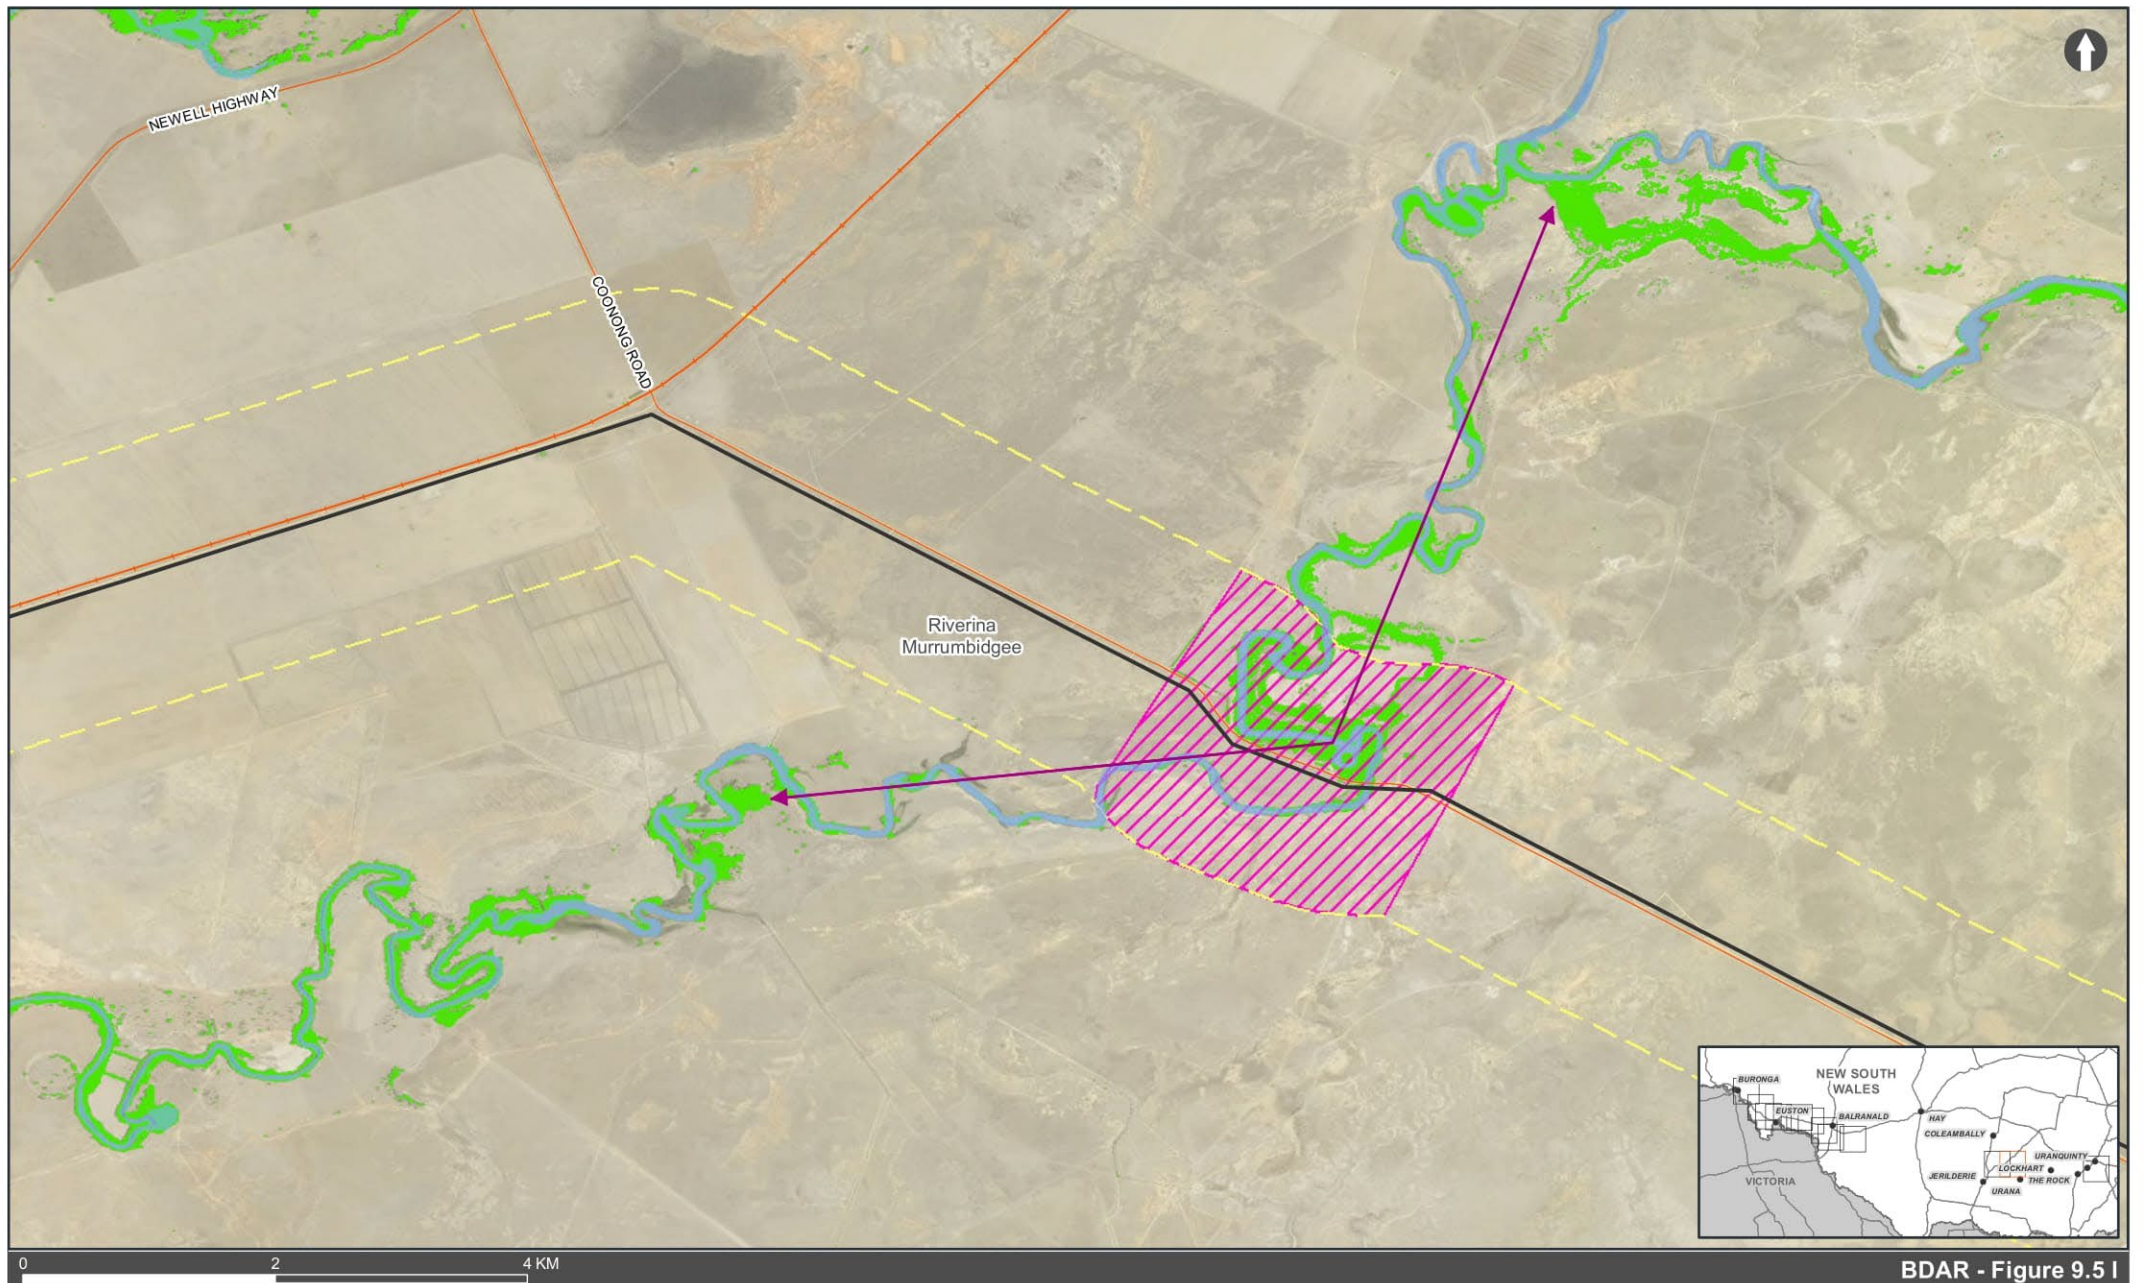 NEWELL HIGHWAY
COONONG ROAD
Riverina
Murrumbidgee
BURONGA
NEW SOUTH
WALES
EUSTON
BALRANALD
HAY
COLEAMBALLY
URANQUINTY
LOCKHART
JERILDERIE
THE ROCK
VICTORIA
URANA
0
2
4 KM
BDAR - Figure 9.5 I